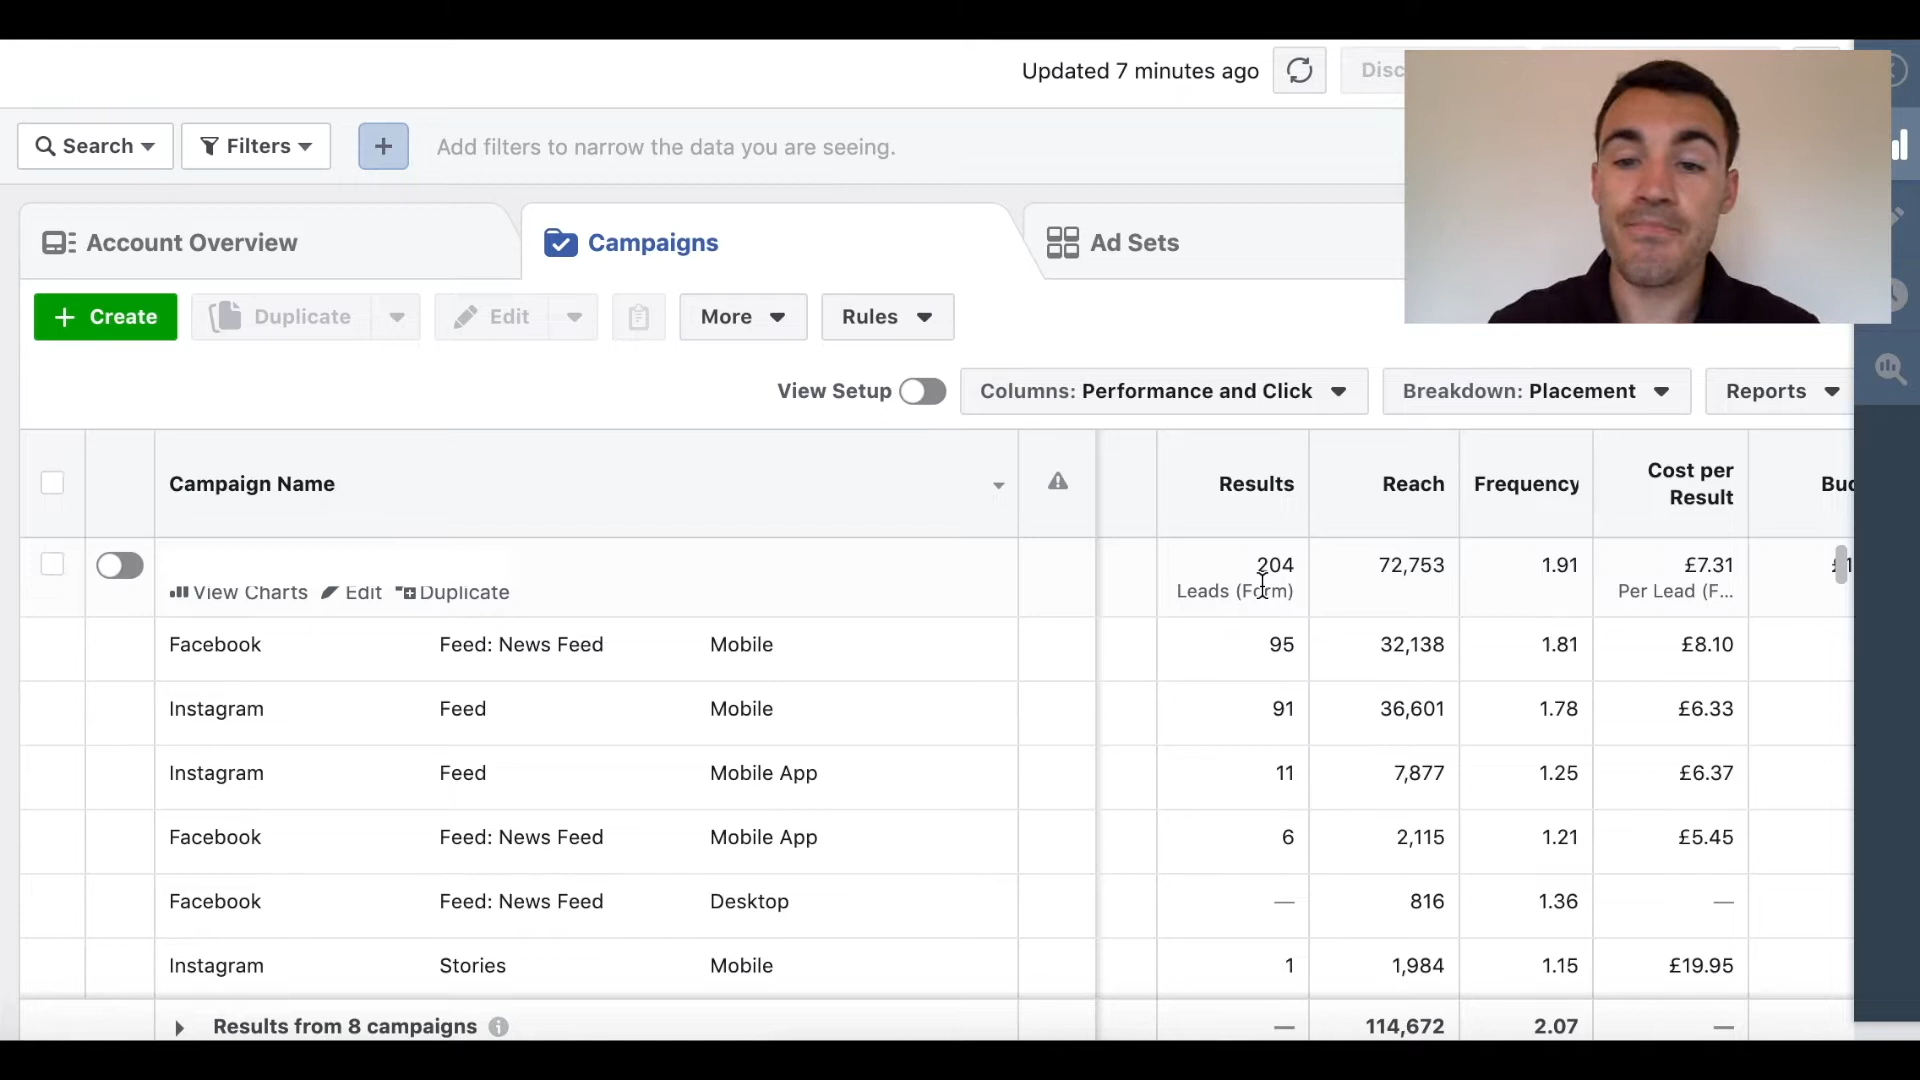 Updated 7 minutes ago
Disc
Search
Filters
Add filters to narrow the data you are seeing.
Account Overview
Campaigns
Ad Sets
+ Create
Duplicate
Edit
More
Rules
View Setup
Columns: Performance and Click
Breakdown: Placement
Reports
Campaign Name
Results
Reach
Frequency
Cost per
Result
Bud
204 72,753 1.91 £7.31 £1
View Charts Edit Duplicate Leads (Form) Per Lead (F...
Facebook Feed: News Feed Mobile 95 32,138 1.81 £8.10
Instagram Feed Mobile 91 36,601 1.78 £6.33
Instagram Feed Mobile App 11 7,877 1.25 £6.37
Facebook Feed: News Feed Mobile App 6 2,115 1.21 £5.45
Facebook Feed: News Feed Desktop — 816 1.36 —
Instagram Stories Mobile 1 1,984 1.15 £19.95
Results from 8 campaigns — 114,672 2.07 —